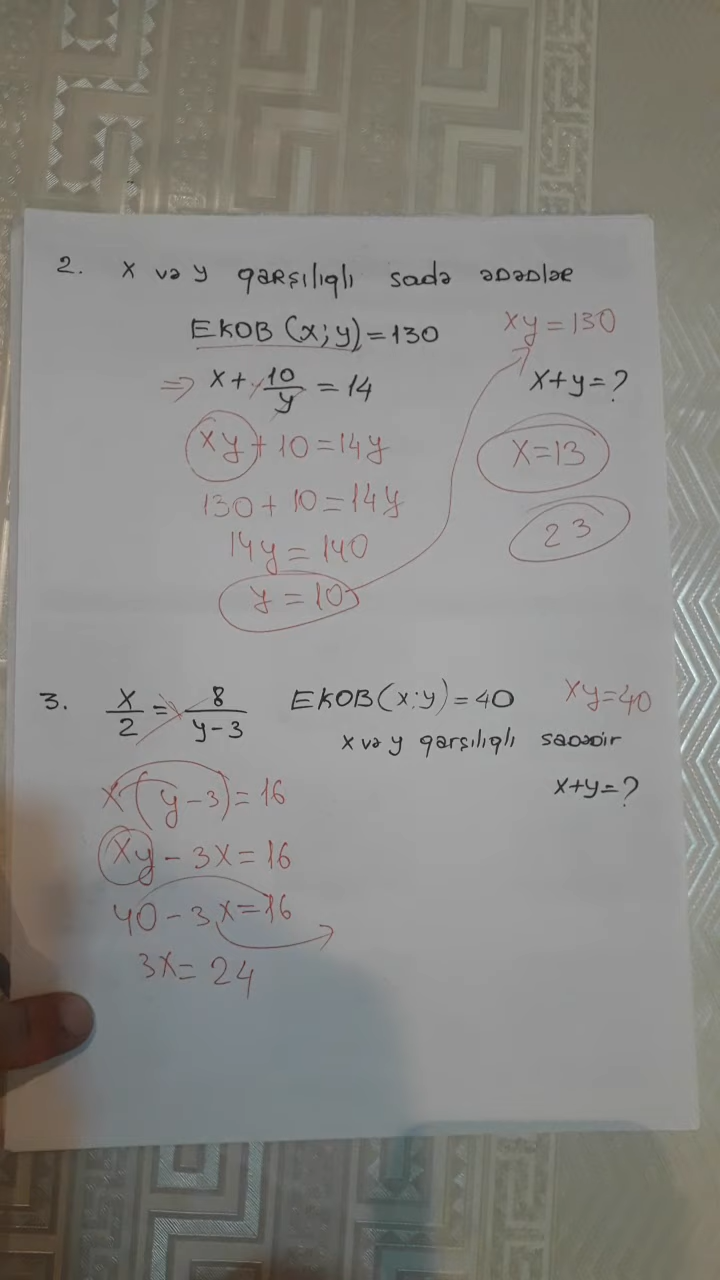 2. x və y qarşılıqlı sadə ədədlər
EKOB (x; y) = 130
xy = 130
=> x + 10/y = 14
x+y = ?
xy + 10 = 14y
x = 13
130 + 10 = 14y
23
14y = 140
y = 10
3. x/2 = 8/(y-3) EKOB(x;y) = 40 xy = 40
x və y qarşılıqlı sadədir
x+y = ?
x(y-3) = 16
xy - 3x = 16
40 - 3x = 16
3x = 24